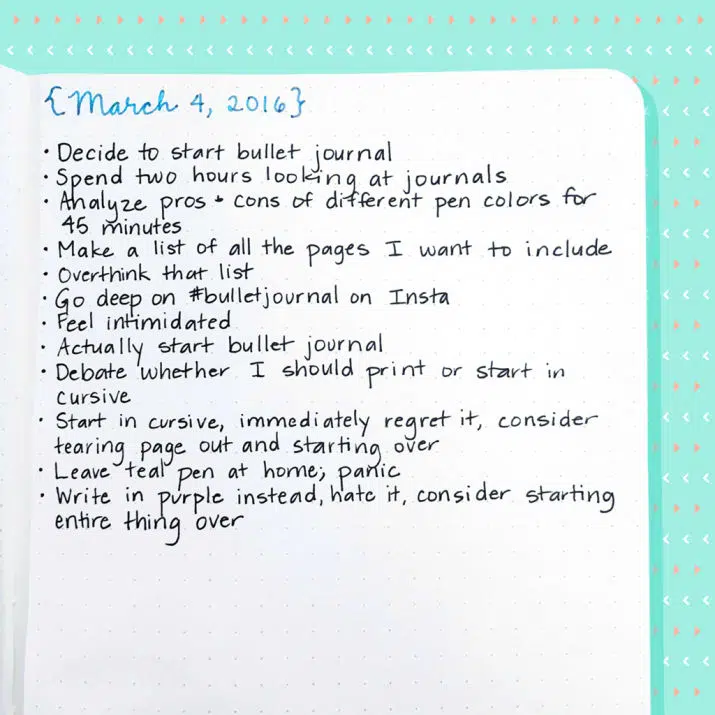 {March 4, 2016}
· Decide to start bullet journal
· Spend two hours looking at journals
· Analyze pros + cons of different pen colors for
45 minutes
· Make a list of all the pages I want to include
· Overthink that list
· Go deep on #bulletjournal on Insta
· Feel intimidated
· Actually start bullet journal
· Debate whether I should print or start in
cursive
· Start in cursive, immediately regret it, consider
tearing page out and starting over
· Leave teal pen at home; panic
· Write in purple instead, hate it, consider starting
entire thing over